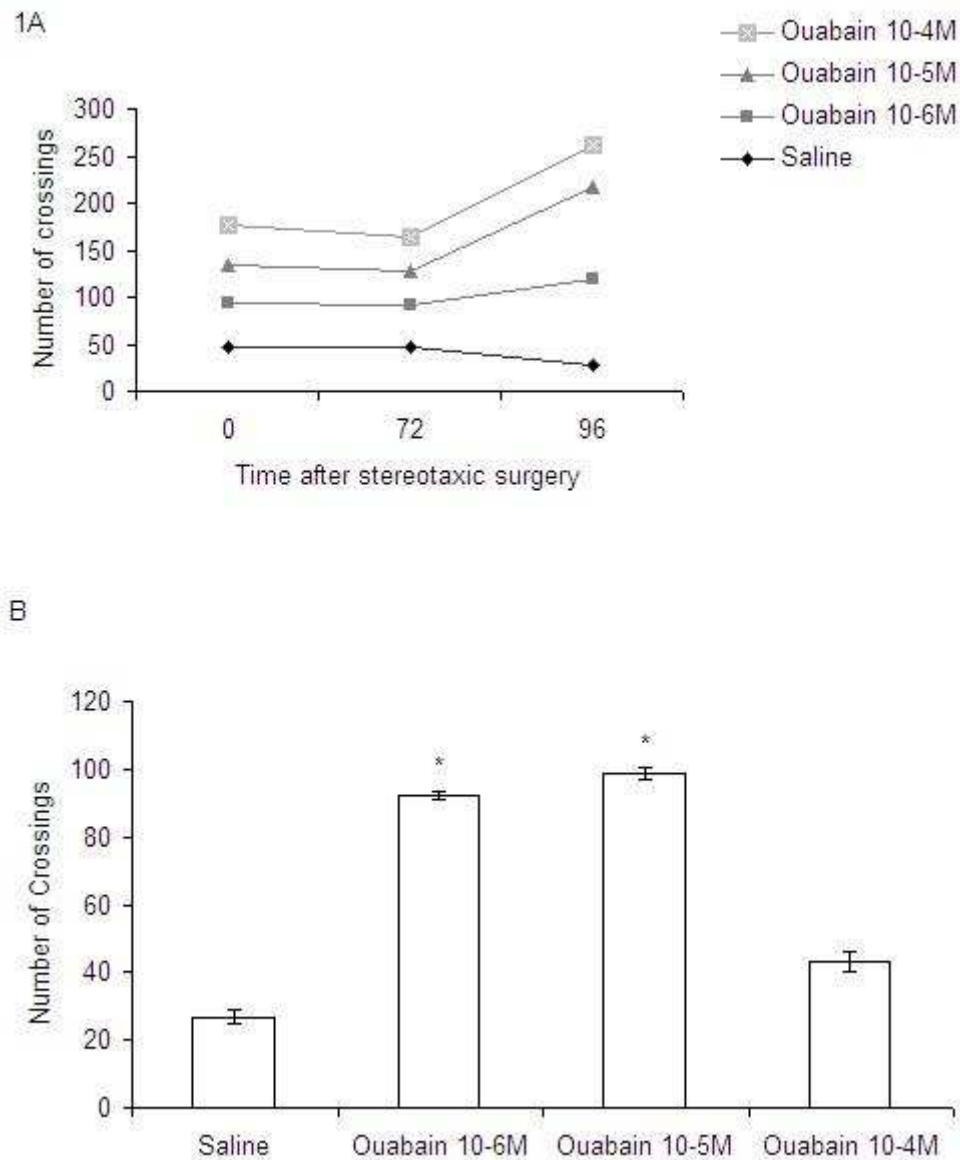 1A
Ouabain 10-4M
Ouabain 10-5M
Ouabain 10-6M
Saline
Number of crossings
300
250
200
150
100
50
0
0 72 96
Time after stereotaxic surgery
B
Number of Crossings
120
100
80
60
40
20
0
* *
Saline Ouabain 10-6M Ouabain 10-5M Ouabain 10-4M